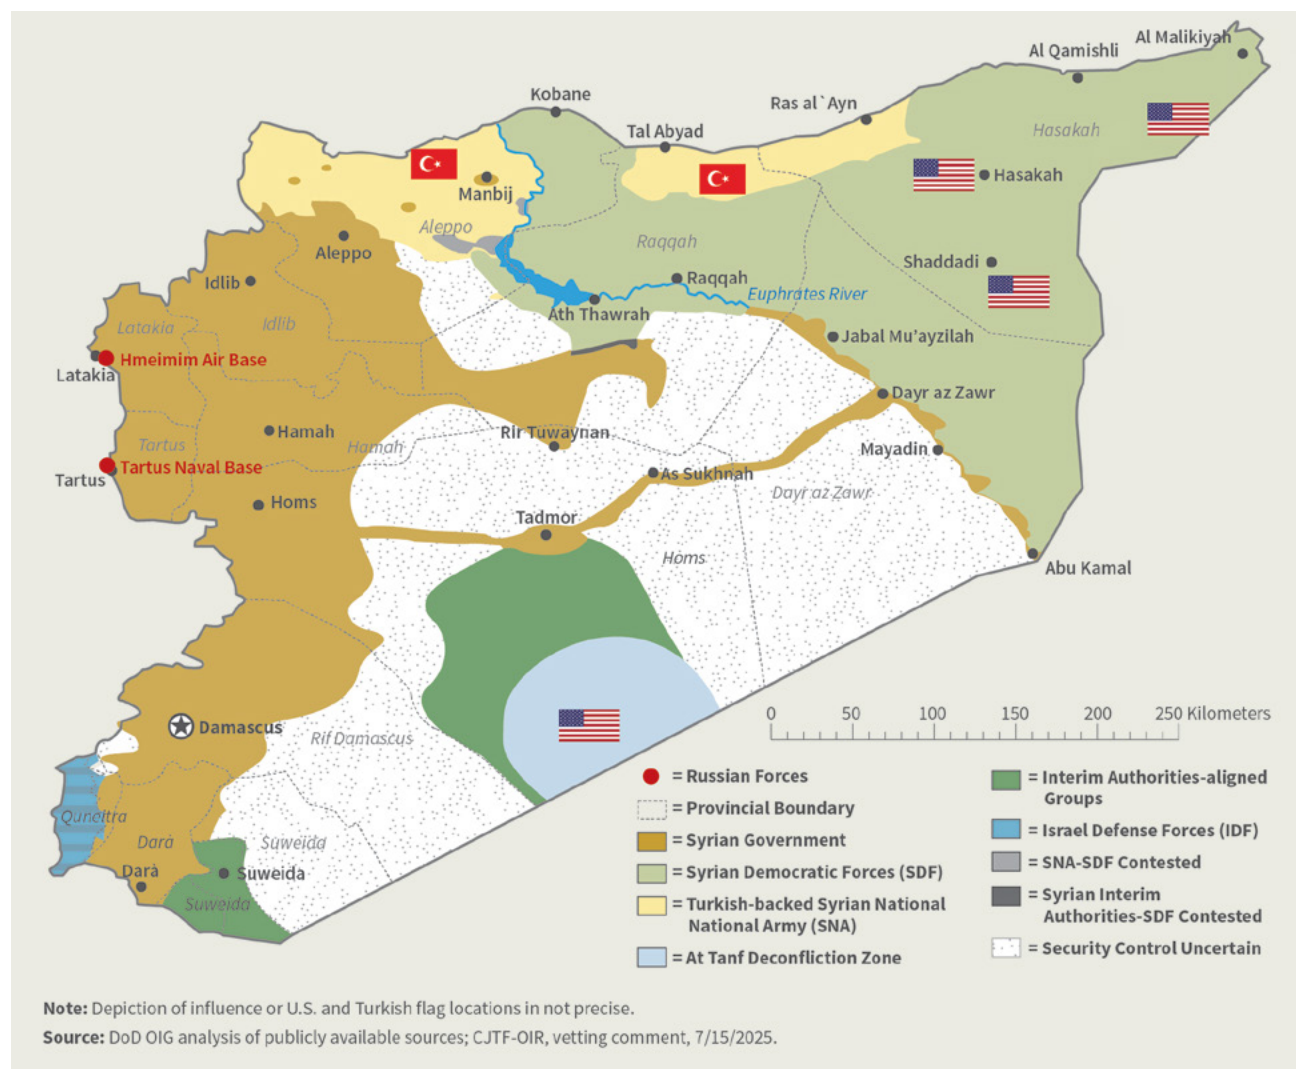 Al Malikiyah
Al Qamishli
Kobane
Ras al`Ayn
Tal Abyad
Hasakah
Hasakah
Manbij
Aleppo
Raqqah
Aleppo
Shaddadi
Idlib
Raqqah
Euphrates River
Ath Thawrah
Latakia
Idlib
Jabal Mu'ayzilah
Hmeimim Air Base
Latakia
Dayr az Zawr
Rir Tuwaynan
Hamah
Tartus
Hamah
Mayadin
Tartus Naval Base
As Sukhnah
Tartus
Dayr az Zawr
Homs
Tadmor
Homs
Abu Kamal
Damascus
Rif Damascus
0 50 100 150 200 250 Kilometers
Quneitra
Darà
Suweida
Darà
Suweida
Suweida
= Russian Forces
= Provincial Boundary
= Syrian Government
= Syrian Democratic Forces (SDF)
= Turkish-backed Syrian National
National Army (SNA)
= At Tanf Deconfliction Zone
= Interim Authorities-aligned
Groups
= Israel Defense Forces (IDF)
= SNA-SDF Contested
= Syrian Interim
Authorities-SDF Contested
= Security Control Uncertain
Note: Depiction of influence or U.S. and Turkish flag locations in not precise.
Source: DoD OIG analysis of publicly available sources; CJTF-OIR, vetting comment, 7/15/2025.